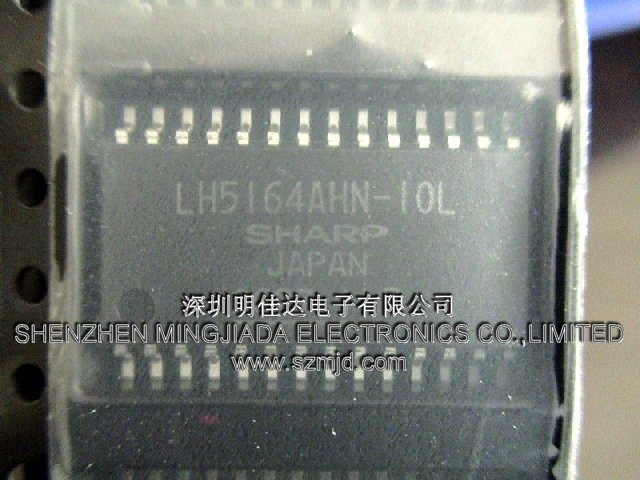 LH5164AHN-10L
SHARP
JAPAN
深圳明佳达电子有限公司
SHENZHEN MINGJIADA ELECTRONICS CO.,LIMITED
www.szmjd.com